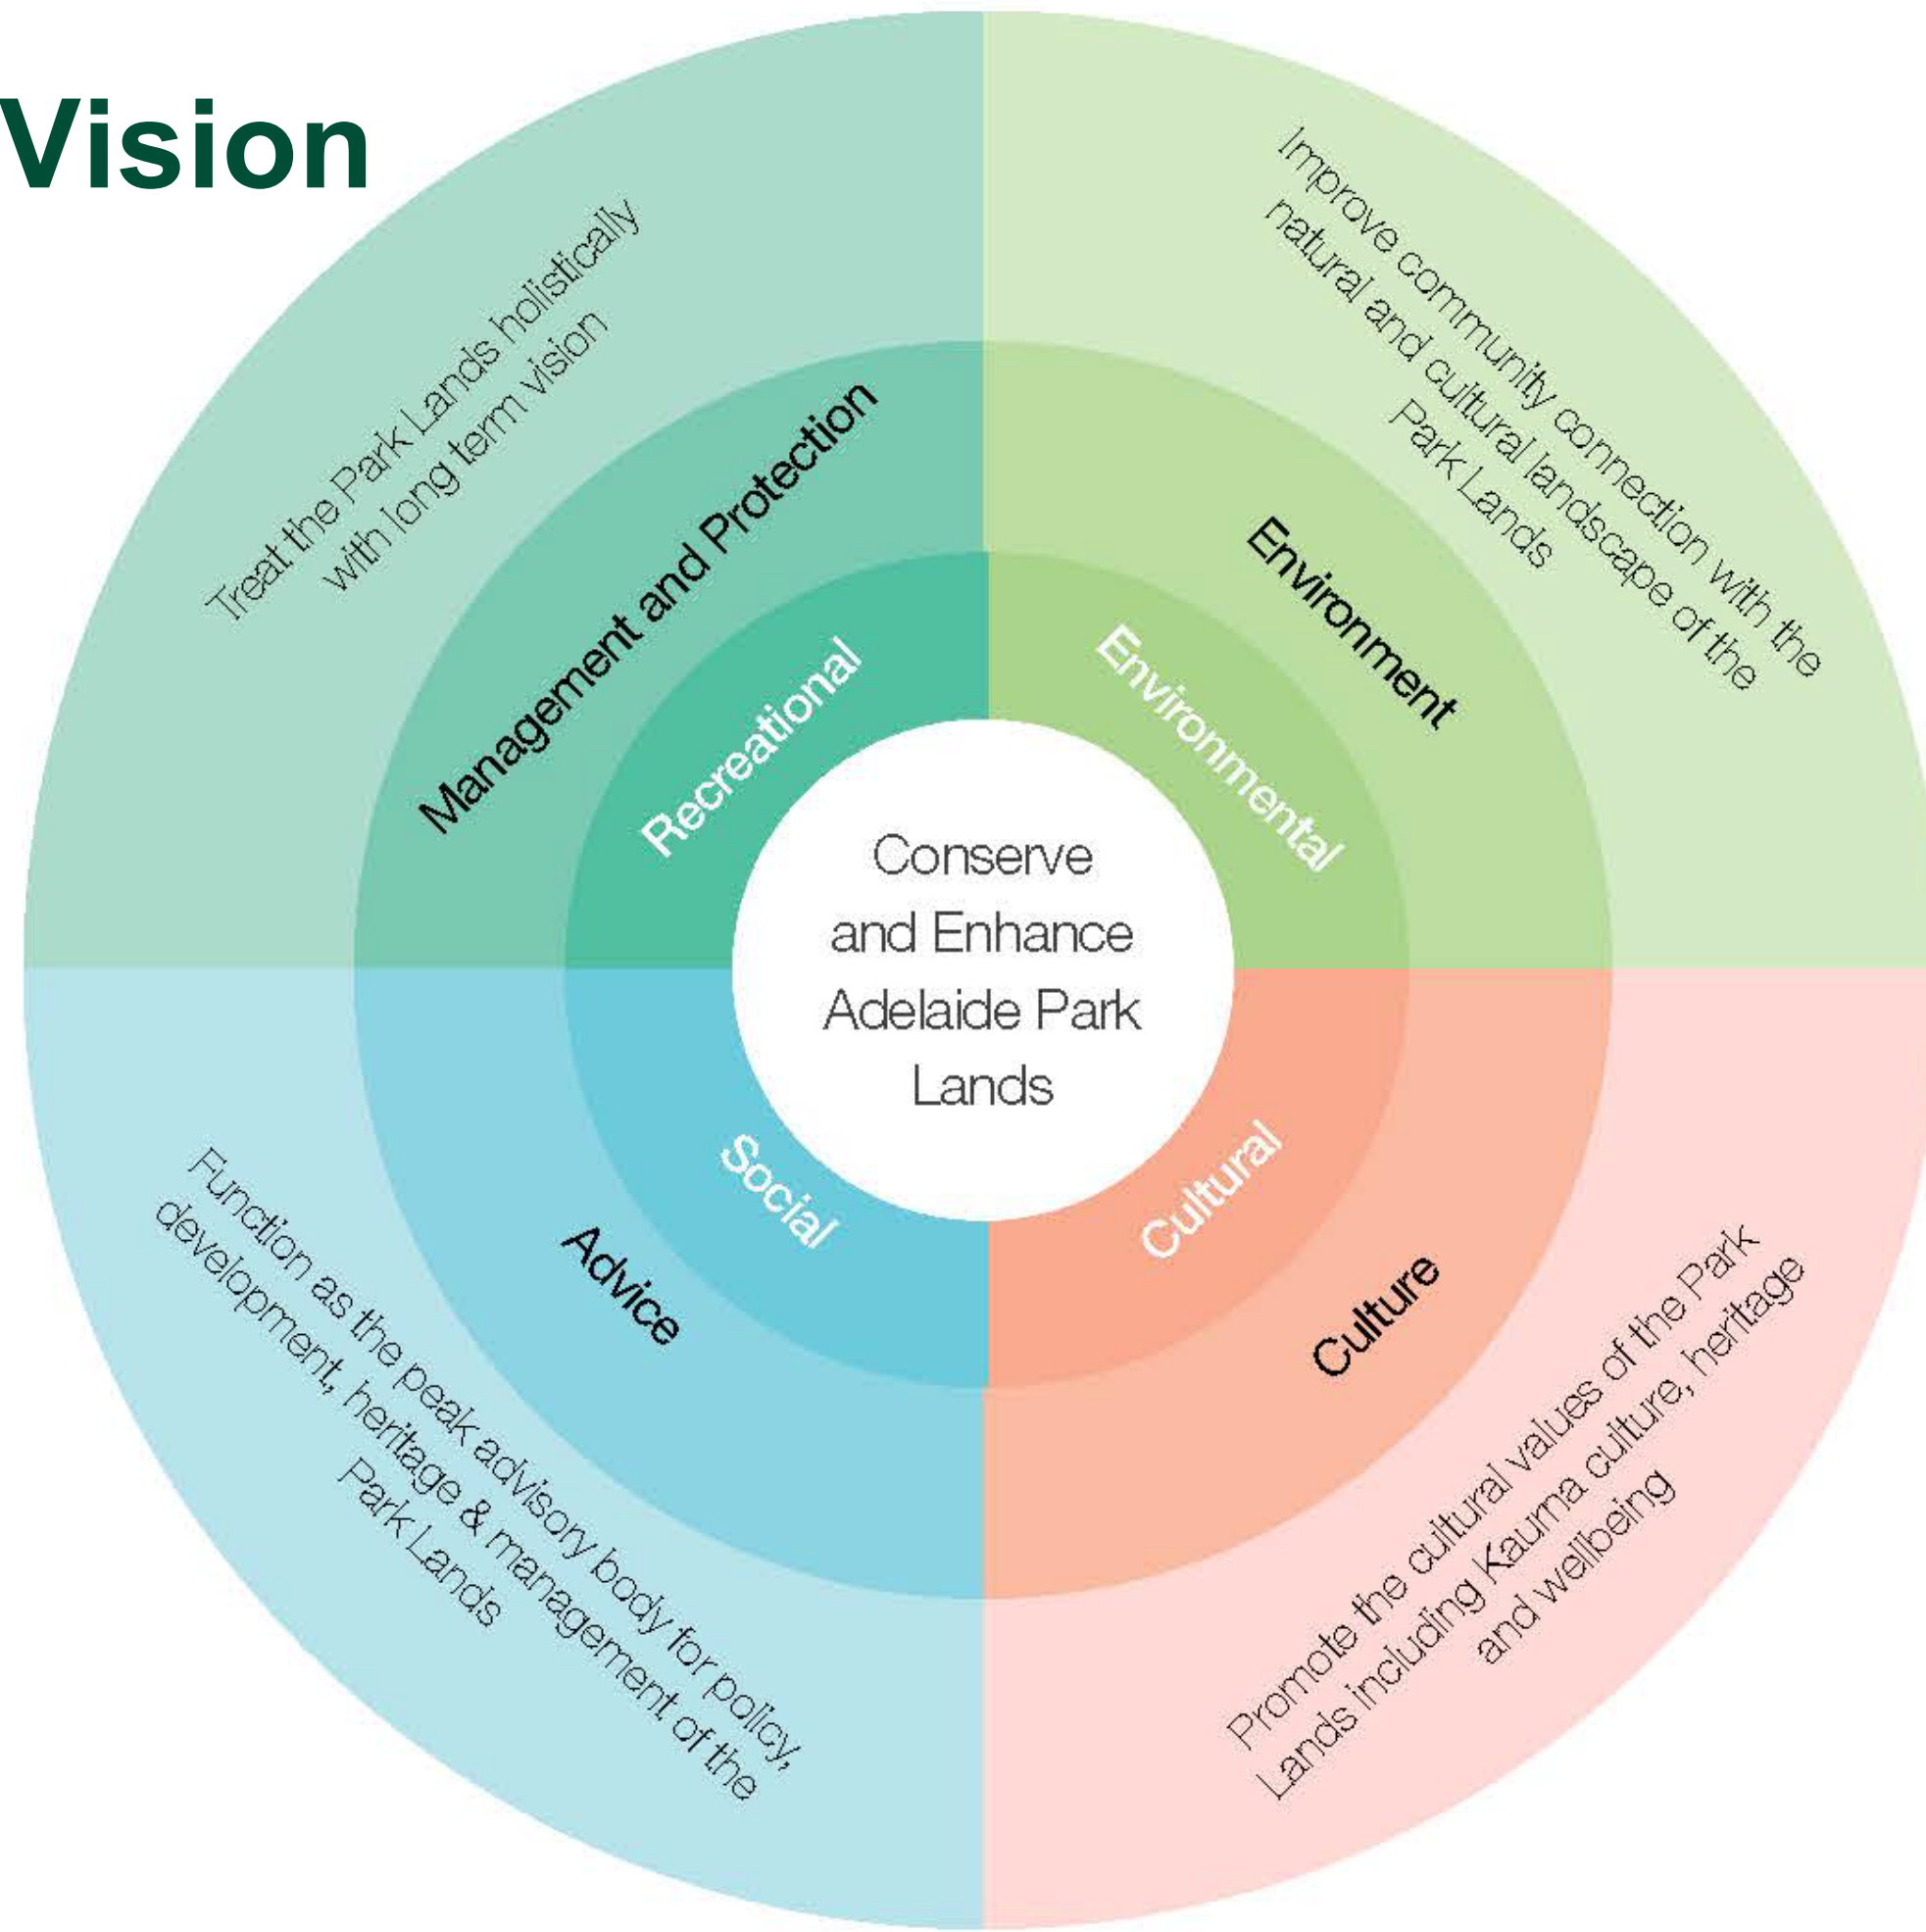 Vision
Treat the Park Lands holistically
with long term vision
Management and Protection
Recreational
Improve community connection with the
natural and cultural landscape of the
Park Lands
Environment
Environmental
Conserve
and Enhance
Adelaide Park
Lands
Social
Advice
Function as the peak advisory body for policy,
development, heritage & management of the
Park Lands
Cultural
Culture
Promote the cultural values of the Park
Lands including Kaurna culture, heritage
and wellbeing